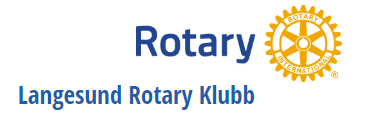 Rotary
ROTARY
INTERNATIONAL
®
Langesund Rotary Klubb